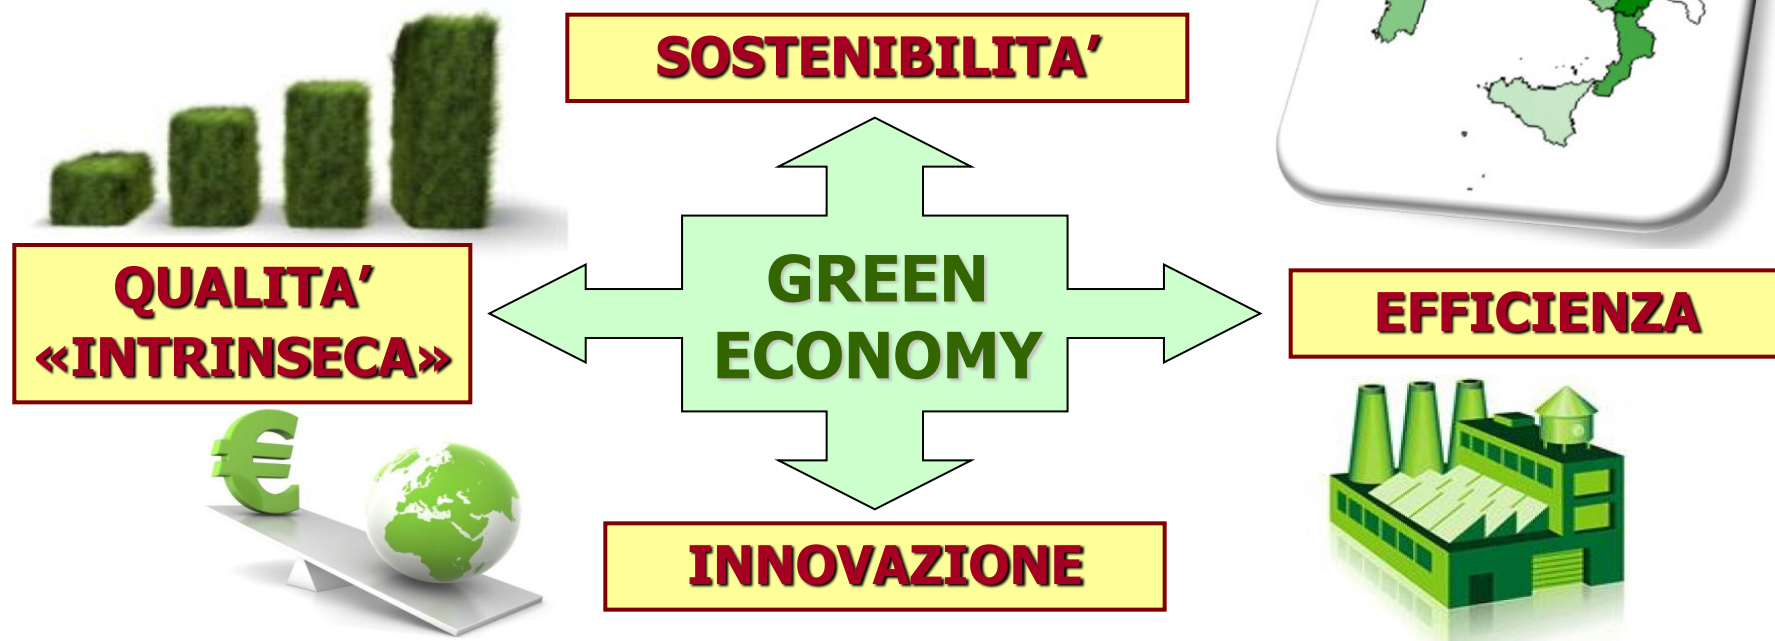 SOSTENIBILITA’
QUALITA’
«INTRINSECA»
GREEN
ECONOMY
EFFICIENZA
INNOVAZIONE